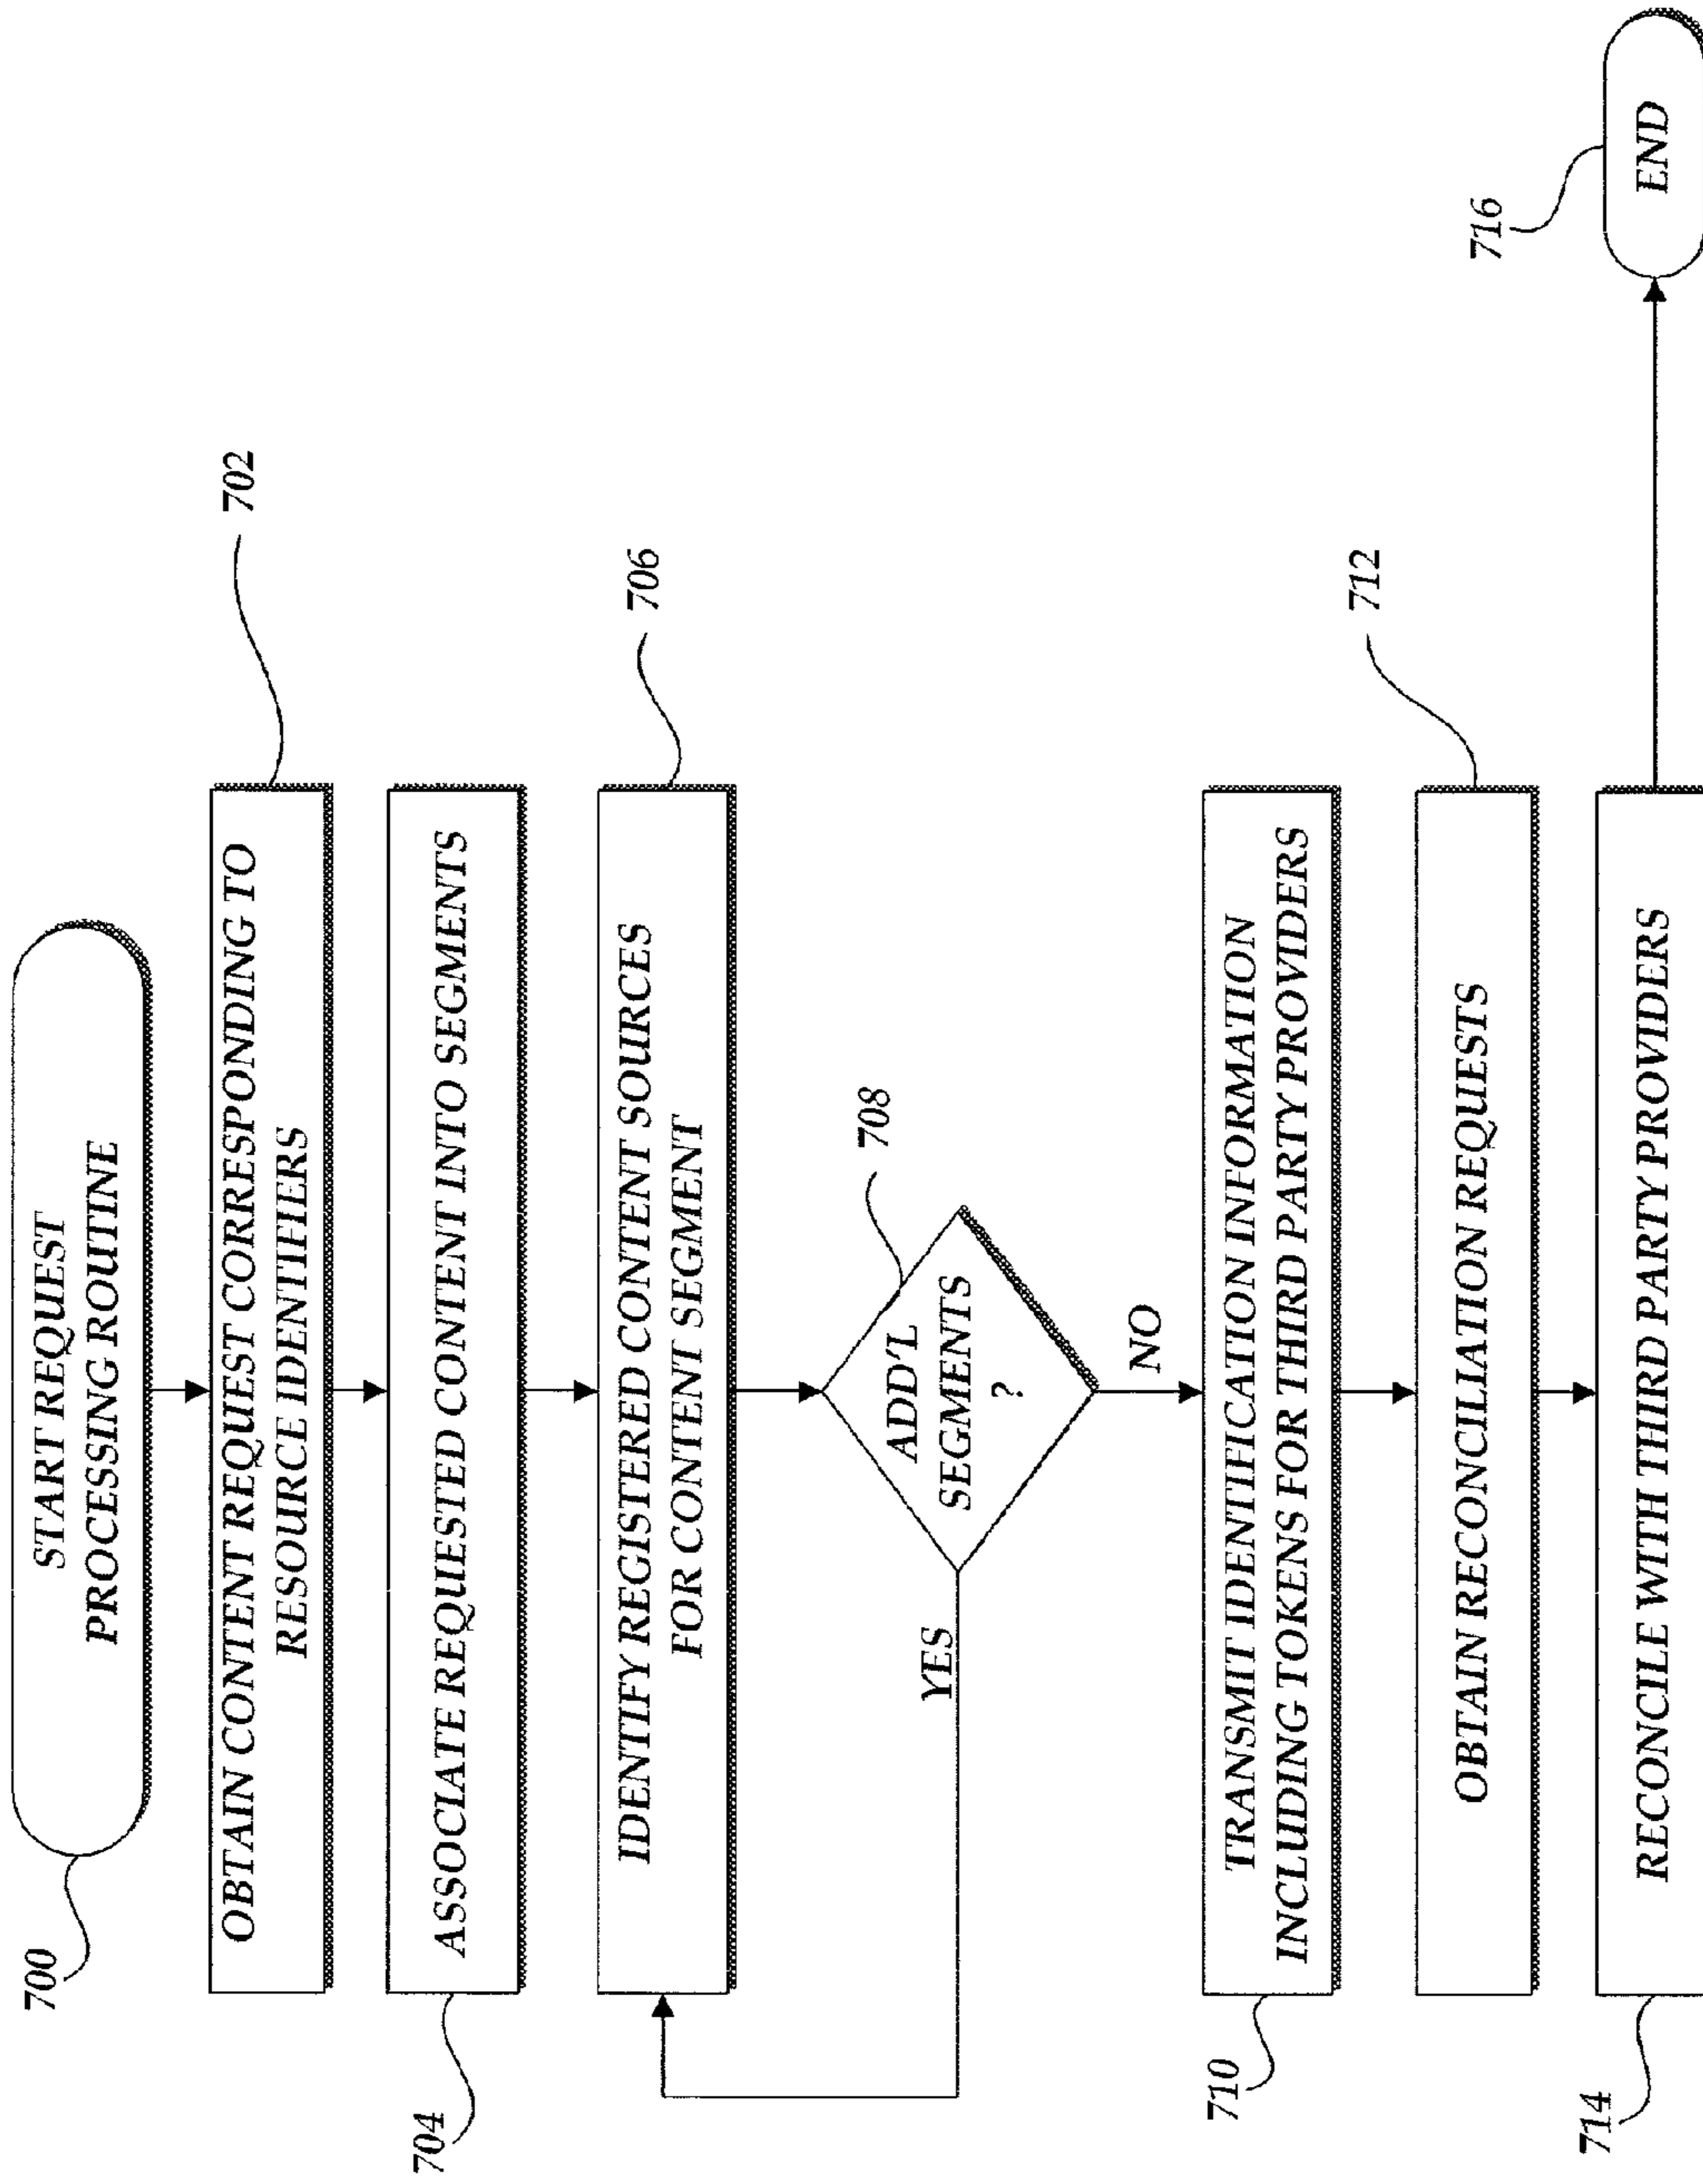 700
START REQUEST
PROCESSING ROUTINE
702
OBTAIN CONTENT REQUEST CORRESPONDING TO
RESOURCE IDENTIFIERS
704
ASSOCIATE REQUESTED CONTENT INTO SEGMENTS
706
IDENTIFY REGISTERED CONTENT SOURCES
FOR CONTENT SEGMENT
708
ADD'L
SEGMENTS
?
YES
NO
710
TRANSMIT IDENTIFICATION INFORMATION
INCLUDING TOKENS FOR THIRD PARTY PROVIDERS
712
OBTAIN RECONCILLIATION REQUESTS
714
RECONCILE WITH THIRD PARTY PROVIDERS
716
END